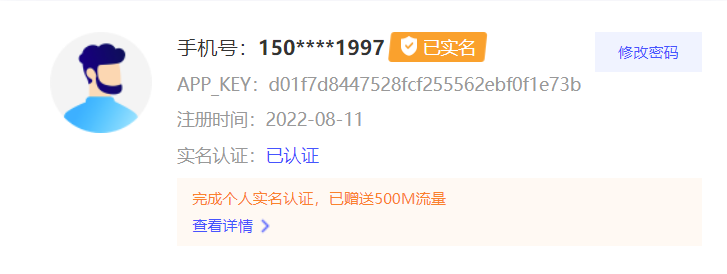 手机号：150****1997 已实名
修改密码
APP_KEY：d01f7d8447528fcf255562ebf0f1e73b
注册时间：2022-08-11
实名认证：已认证
完成个人实名认证，已赠送500M流量
查看详情